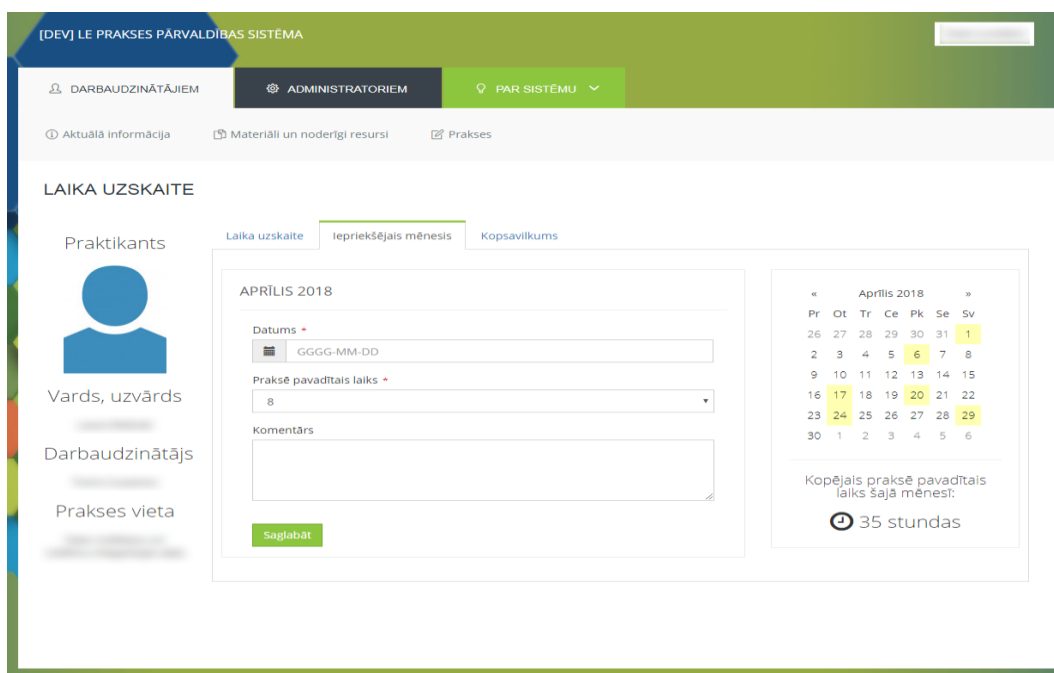 [DEV] LE PRAKSES PĀRVALDĪBAS SISTĒMA
DARBAUDZINĀTĀJIEM
ADMINISTRATORIEM
PAR SISTĒMU
Aktuālā informācija
Materiāli un noderīgi resursi
Prakses
LAIKA UZSKAITE
Praktikants
Vārds, uzvārds
Darbaudzinātājs
Prakses vieta
Laika uzskaite
Iepriekšējais mēnesis
Kopsavilkums
APRĪLIS 2018
Datums *
GGGG-MM-DD
Praksē pavadītais laiks *
8
Komentārs
Saglabāt
« Aprīlis 2018 »
Pr Ot Tr Ce Pk Se Sv
26 27 28 29 30 31 1
2 3 4 5 6 7 8
9 10 11 12 13 14 15
16 17 18 19 20 21 22
23 24 25 26 27 28 29
30 1 2 3 4 5 6
Kopējais praksē pavadītais
laiks šajā mēnesī:
35 stundas